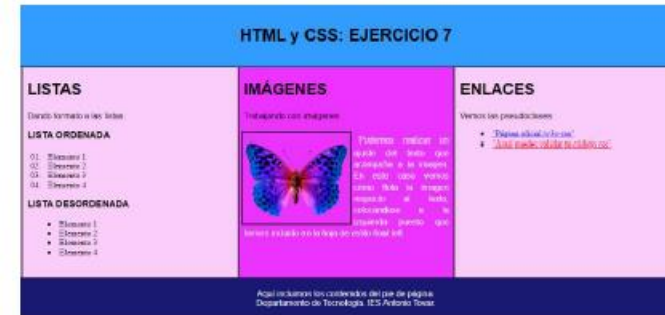 HTML y CSS: EJERCICIO 7
LISTAS
Dando formato a las listas
LISTA ORDENADA
01. Elemento 1
02. Elemento 2
03. Elemento 3
04. Elemento 4
LISTA DESORDENADA
• Elemento 1
• Elemento 2
• Elemento 3
• Elemento 4
IMÁGENES
Trabajando con imágenes
Podemos realizar un
ajuste del texto que
acompaña a la imagen.
En este caso vemos
como flota la imagen
respecto al texto,
colocándose a la
izquierda puesto que
hemos incluido en la hoja de estilo float:left
ENLACES
Vemos las pseudoclases
• "Página oficial
• "Aquí puedes validar tu código css"
Aquí incluimos los contenidos del pie de página
Departamento de Tecnología. IES Antonio Tovar